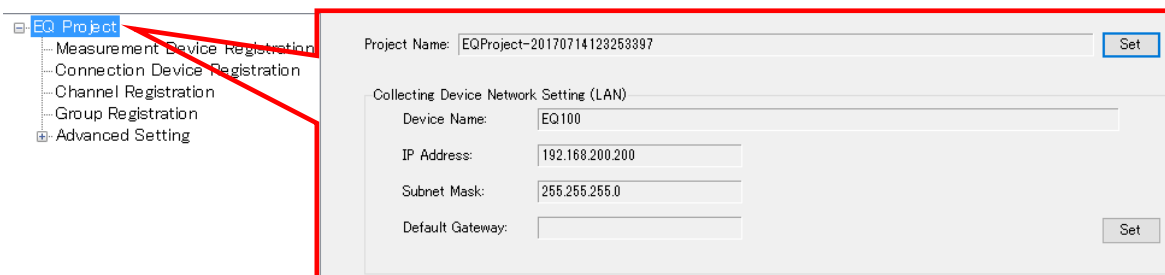 EQ Project
Measurement Device Registration
Connection Device Registration
Channel Registration
Group Registration
Advanced Setting
Project Name: EQProject-20170714123253397 Set
Collecting Device Network Setting (LAN)
Device Name: EQ100
IP Address: 192.168.200.200
Subnet Mask: 255.255.255.0
Default Gateway:
Set